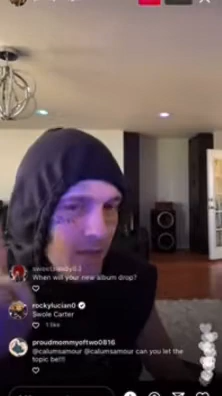 When will your new album drop?
rockylucian0
Swole Carter
1 like
proudmommyoftwo0816
@calumsamour @calumsamour can you let the
topic be!!!